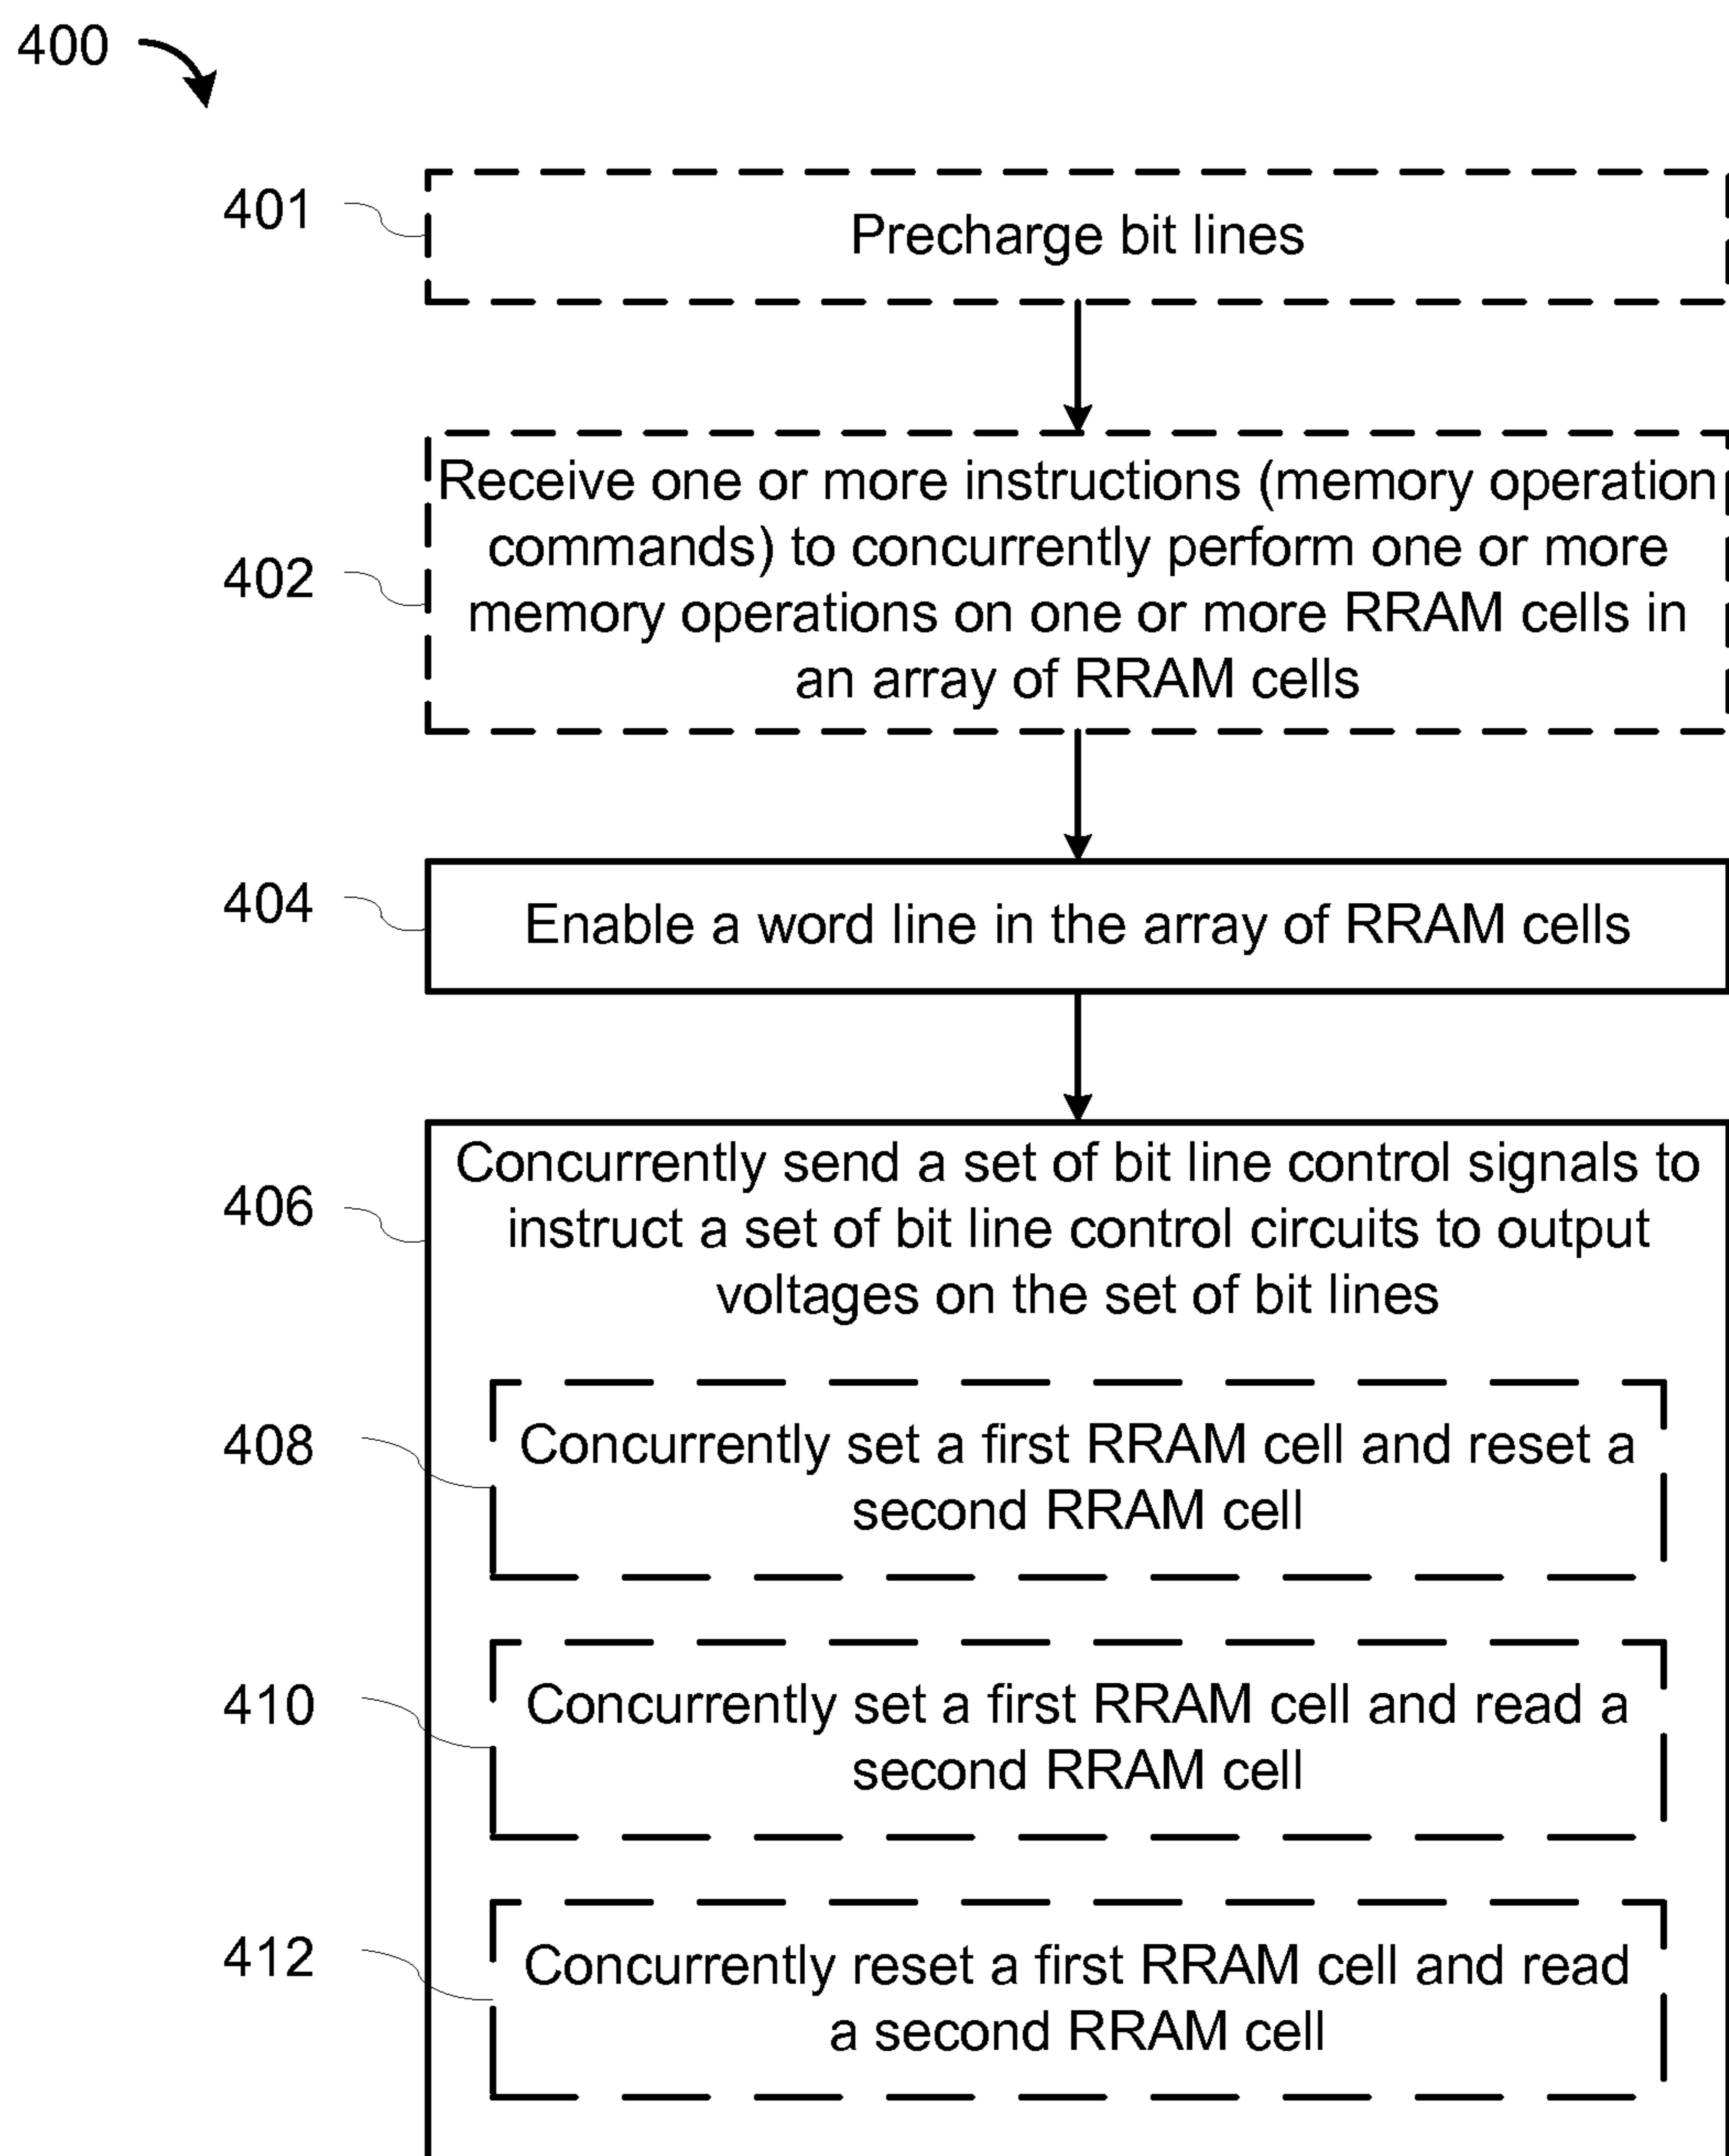 400
401
Precharge bit lines
402
Receive one or more instructions (memory operation
commands) to concurrently perform one or more
memory operations on one or more RRAM cells in
an array of RRAM cells
404
Enable a word line in the array of RRAM cells
406
Concurrently send a set of bit line control signals to
instruct a set of bit line control circuits to output
voltages on the set of bit lines
408
Concurrently set a first RRAM cell and reset a
second RRAM cell
410
Concurrently set a first RRAM cell and read a
second RRAM cell
412
Concurrently reset a first RRAM cell and read
a second RRAM cell